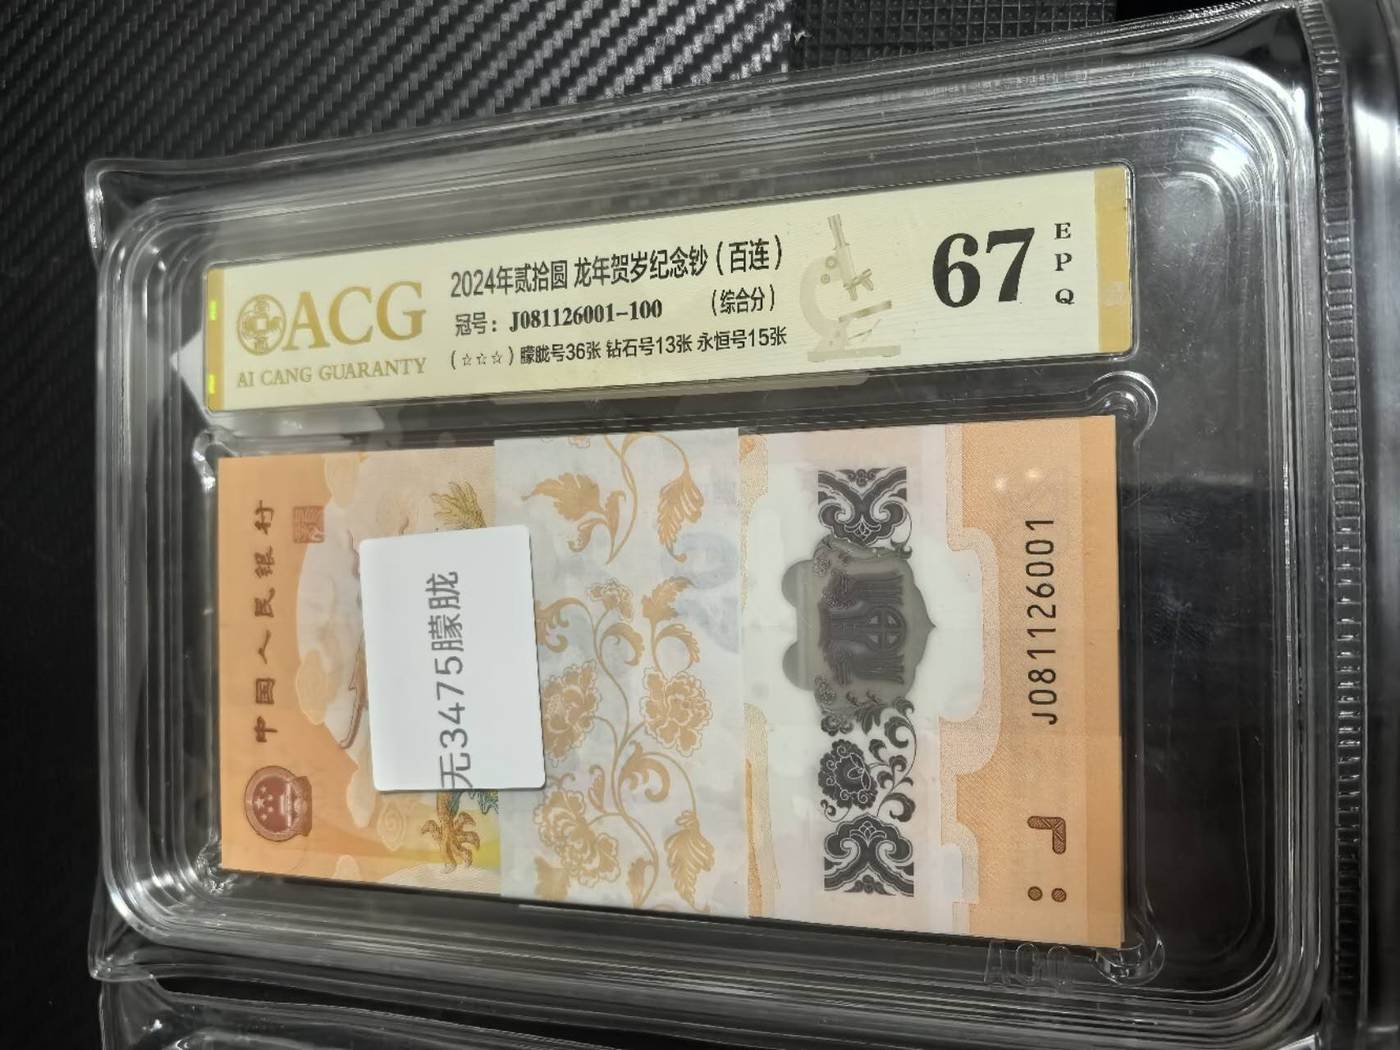 ACG
AI CANG GUARANTY
2024年贰拾圆 龙年贺岁纪念钞（百连）
冠号：J081126001-100 （综合分）
（☆☆☆）朦胧号36张 钻石号13张 永恒号15张
67
EPQ
中国人民银行
无3475朦胧
20
J081126001
ACG